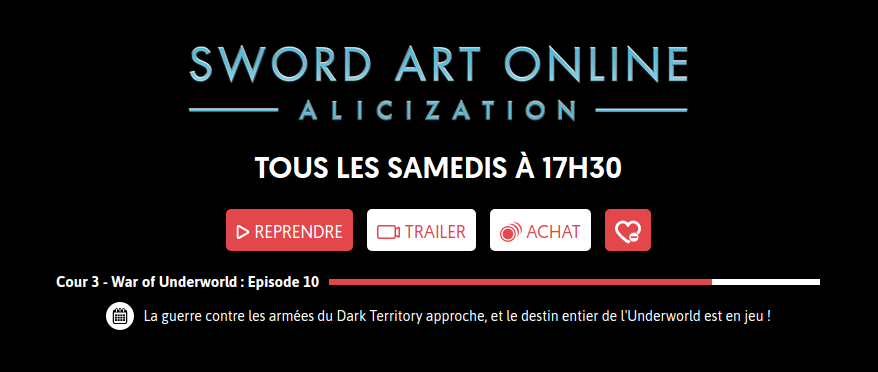 SWORD ART ONLINE
ALICIZATION
TOUS LES SAMEDIS À 17H30
REPRENDRE TRAILER ACHAT
Cour 3 - War of Underworld : Episode 10
La guerre contre les armées du Dark Territory approche, et le destin entier de l'Underworld est en jeu !